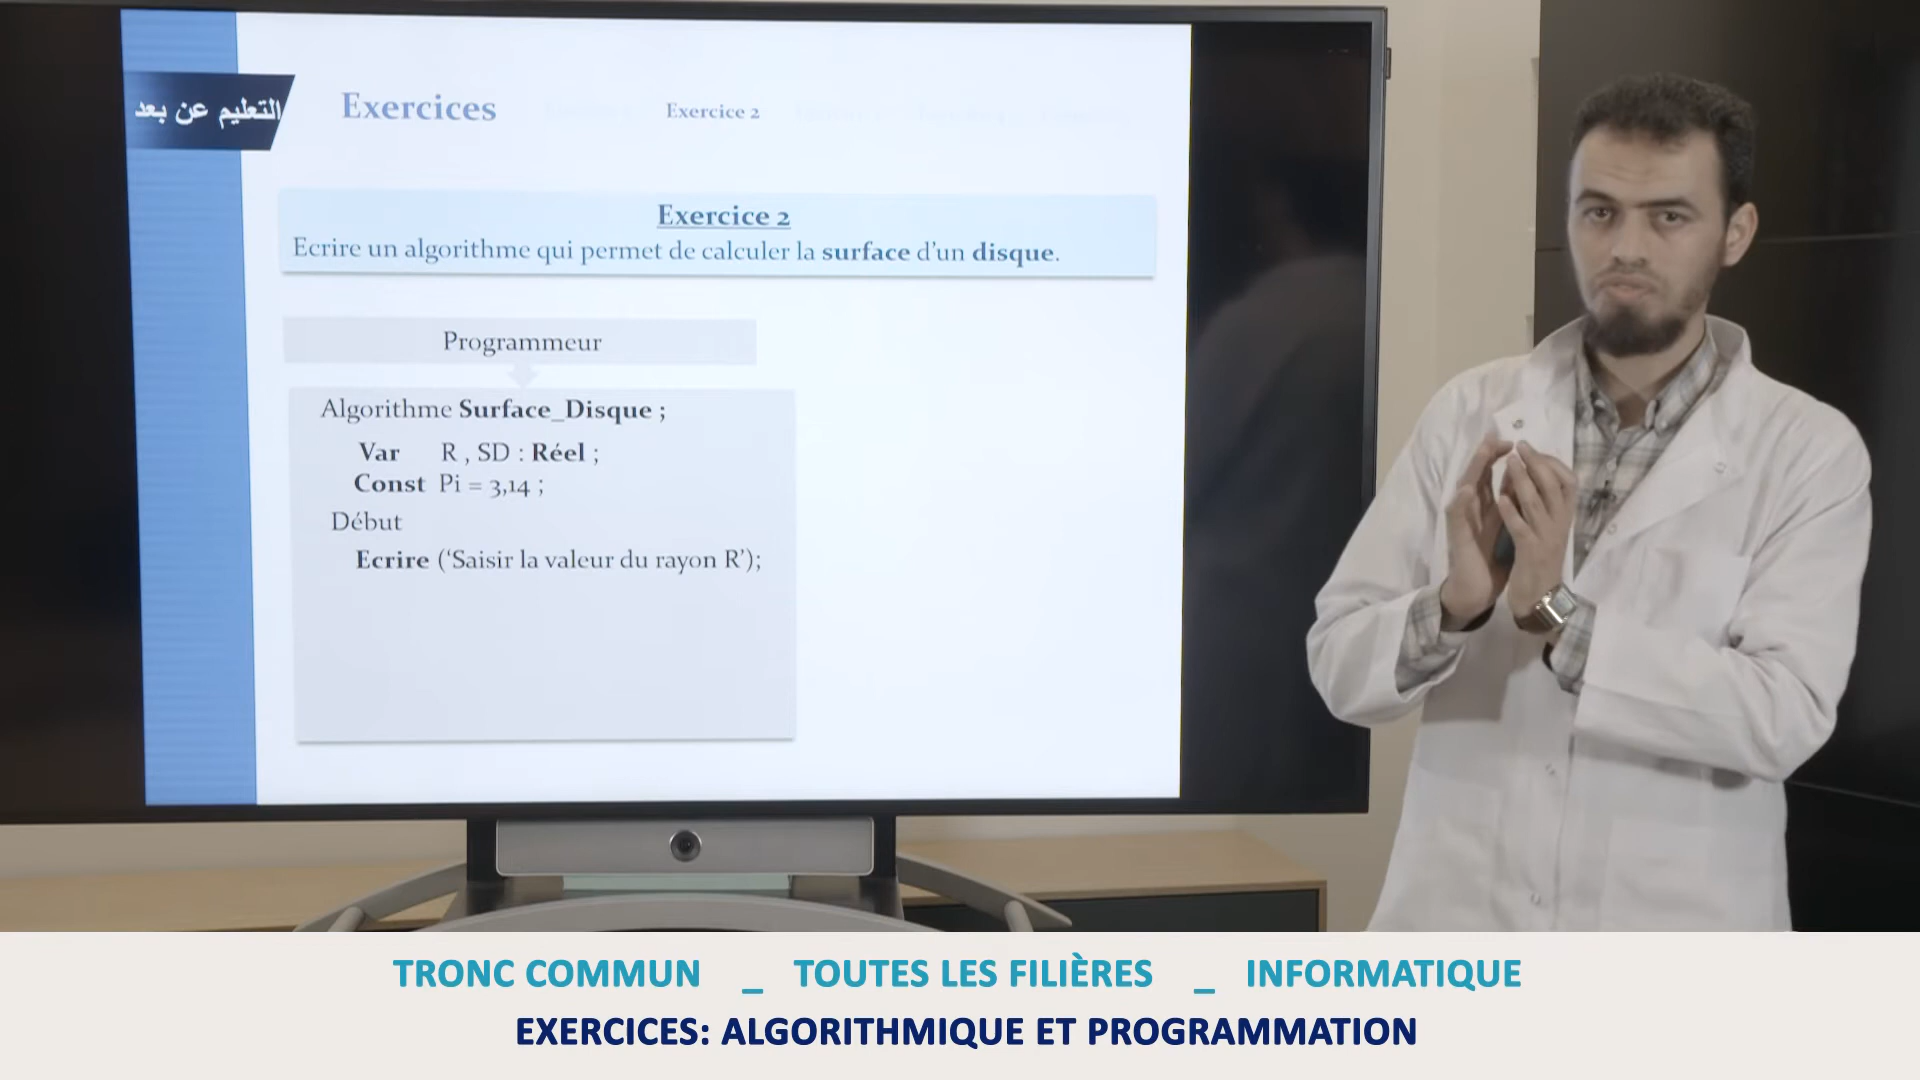 التعليم عن بعد
Exercices
Exercice 2
Exercice 2
Ecrire un algorithme qui permet de calculer la surface d'un disque.
Programmeur
Algorithme Surface_Disque ;
Var R , SD : Réel ;
Const Pi = 3,14 ;
Début
Ecrire (‘Saisir la valeur du rayon R’);
TRONC COMMUN _ TOUTES LES FILIÈRES _ INFORMATIQUE
EXERCICES: ALGORITHMIQUE ET PROGRAMMATION